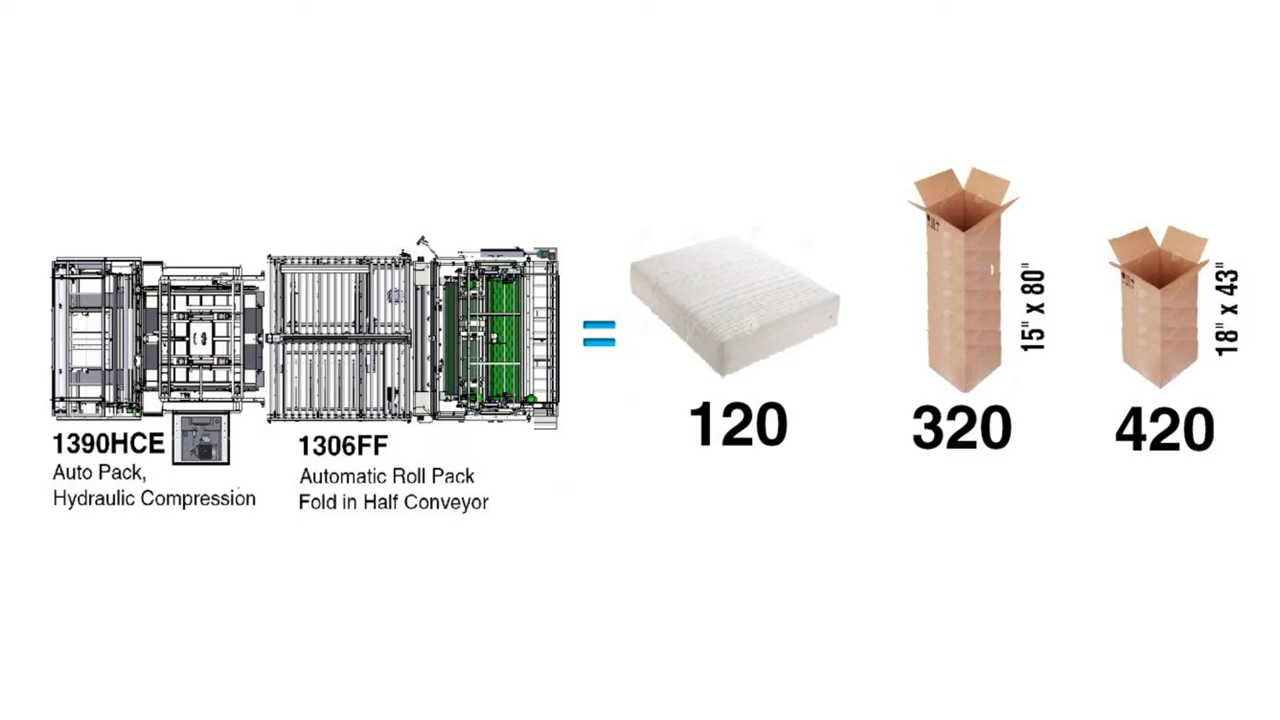 1390HCE
Auto Pack,
Hydraulic Compression
1306FF
Automatic Roll Pack
Fold in Half Conveyor
=
120
320
15" x 80"
420
18" x 43"